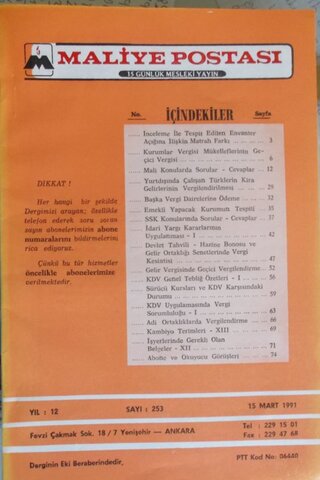 MALİYE POSTASI
15 GÜNLÜK MESLEKİ YAYIN
No. İÇİNDEKİLER Sayfa
...... İnceleme İle Tespit Edilen Envanter
Açığına İlişkin Matrah Farkı ........... 3
...... Kurumlar Vergisi Mükelleflerinin Ge-
çici Vergisi ........... 6
...... Mali Konularda Sorular - Cevaplar ... 12
...... Yurtdışında Çalışan Türklerin Kira
Gelirlerinin Vergilendirilmesi ........... 29
...... Başka Vergi Dairelerine Ödeme ...... 32
...... Emekli Yapacak Kurumun Tespiti ... 35
...... SSK Konularında Sorular - Cevaplar ... 37
...... İdari Yargı Kararlarının
Uygulanması - I ........... 42
...... Devlet Tahvili - Hazine Bonosu ve
Gelir Ortaklığı Senetlerinde Vergi
Kesintisi ........... 47
...... Gelir Vergisinde Geçici Vergilendirme ... 52
...... KDV Genel Tebliğ Özetleri - I ...... 56
...... Sürücü Kursları ve KDV Karşısındaki
Durumu ........... 59
...... KDV Uygulamasında Vergi
Sorumluluğu - I ........... 63
...... Adi Ortaklıklarda Vergilendirme ...... 66
...... Kambiyo Terimleri - XIII ........... 69
...... İşyerlerinde Gerekli Olan
Belgeler - XII ........... 71
...... Abone ve Okuyucu Görüşleri ........... 74
DİKKAT !
Her hangi bir şekilde
Dergimizi arayan; özellikle
telefon ederek soru soran
sayın abonelerimizin abone
numaralarını bildirmelerini
rica ediyoruz.
Çünkü bu tür hizmetler
öncelikle abonelerimize
verilmektedir.
YIL : 12 SAYI : 253 15 MART 1991
Fevzi Çakmak Sok. 18 / 7 Yenişehir — ANKARA
Tel : 229 15 01
Fax : 229 47 68
Derginin Eki Beraberindedir, PTT Kod No: 06440